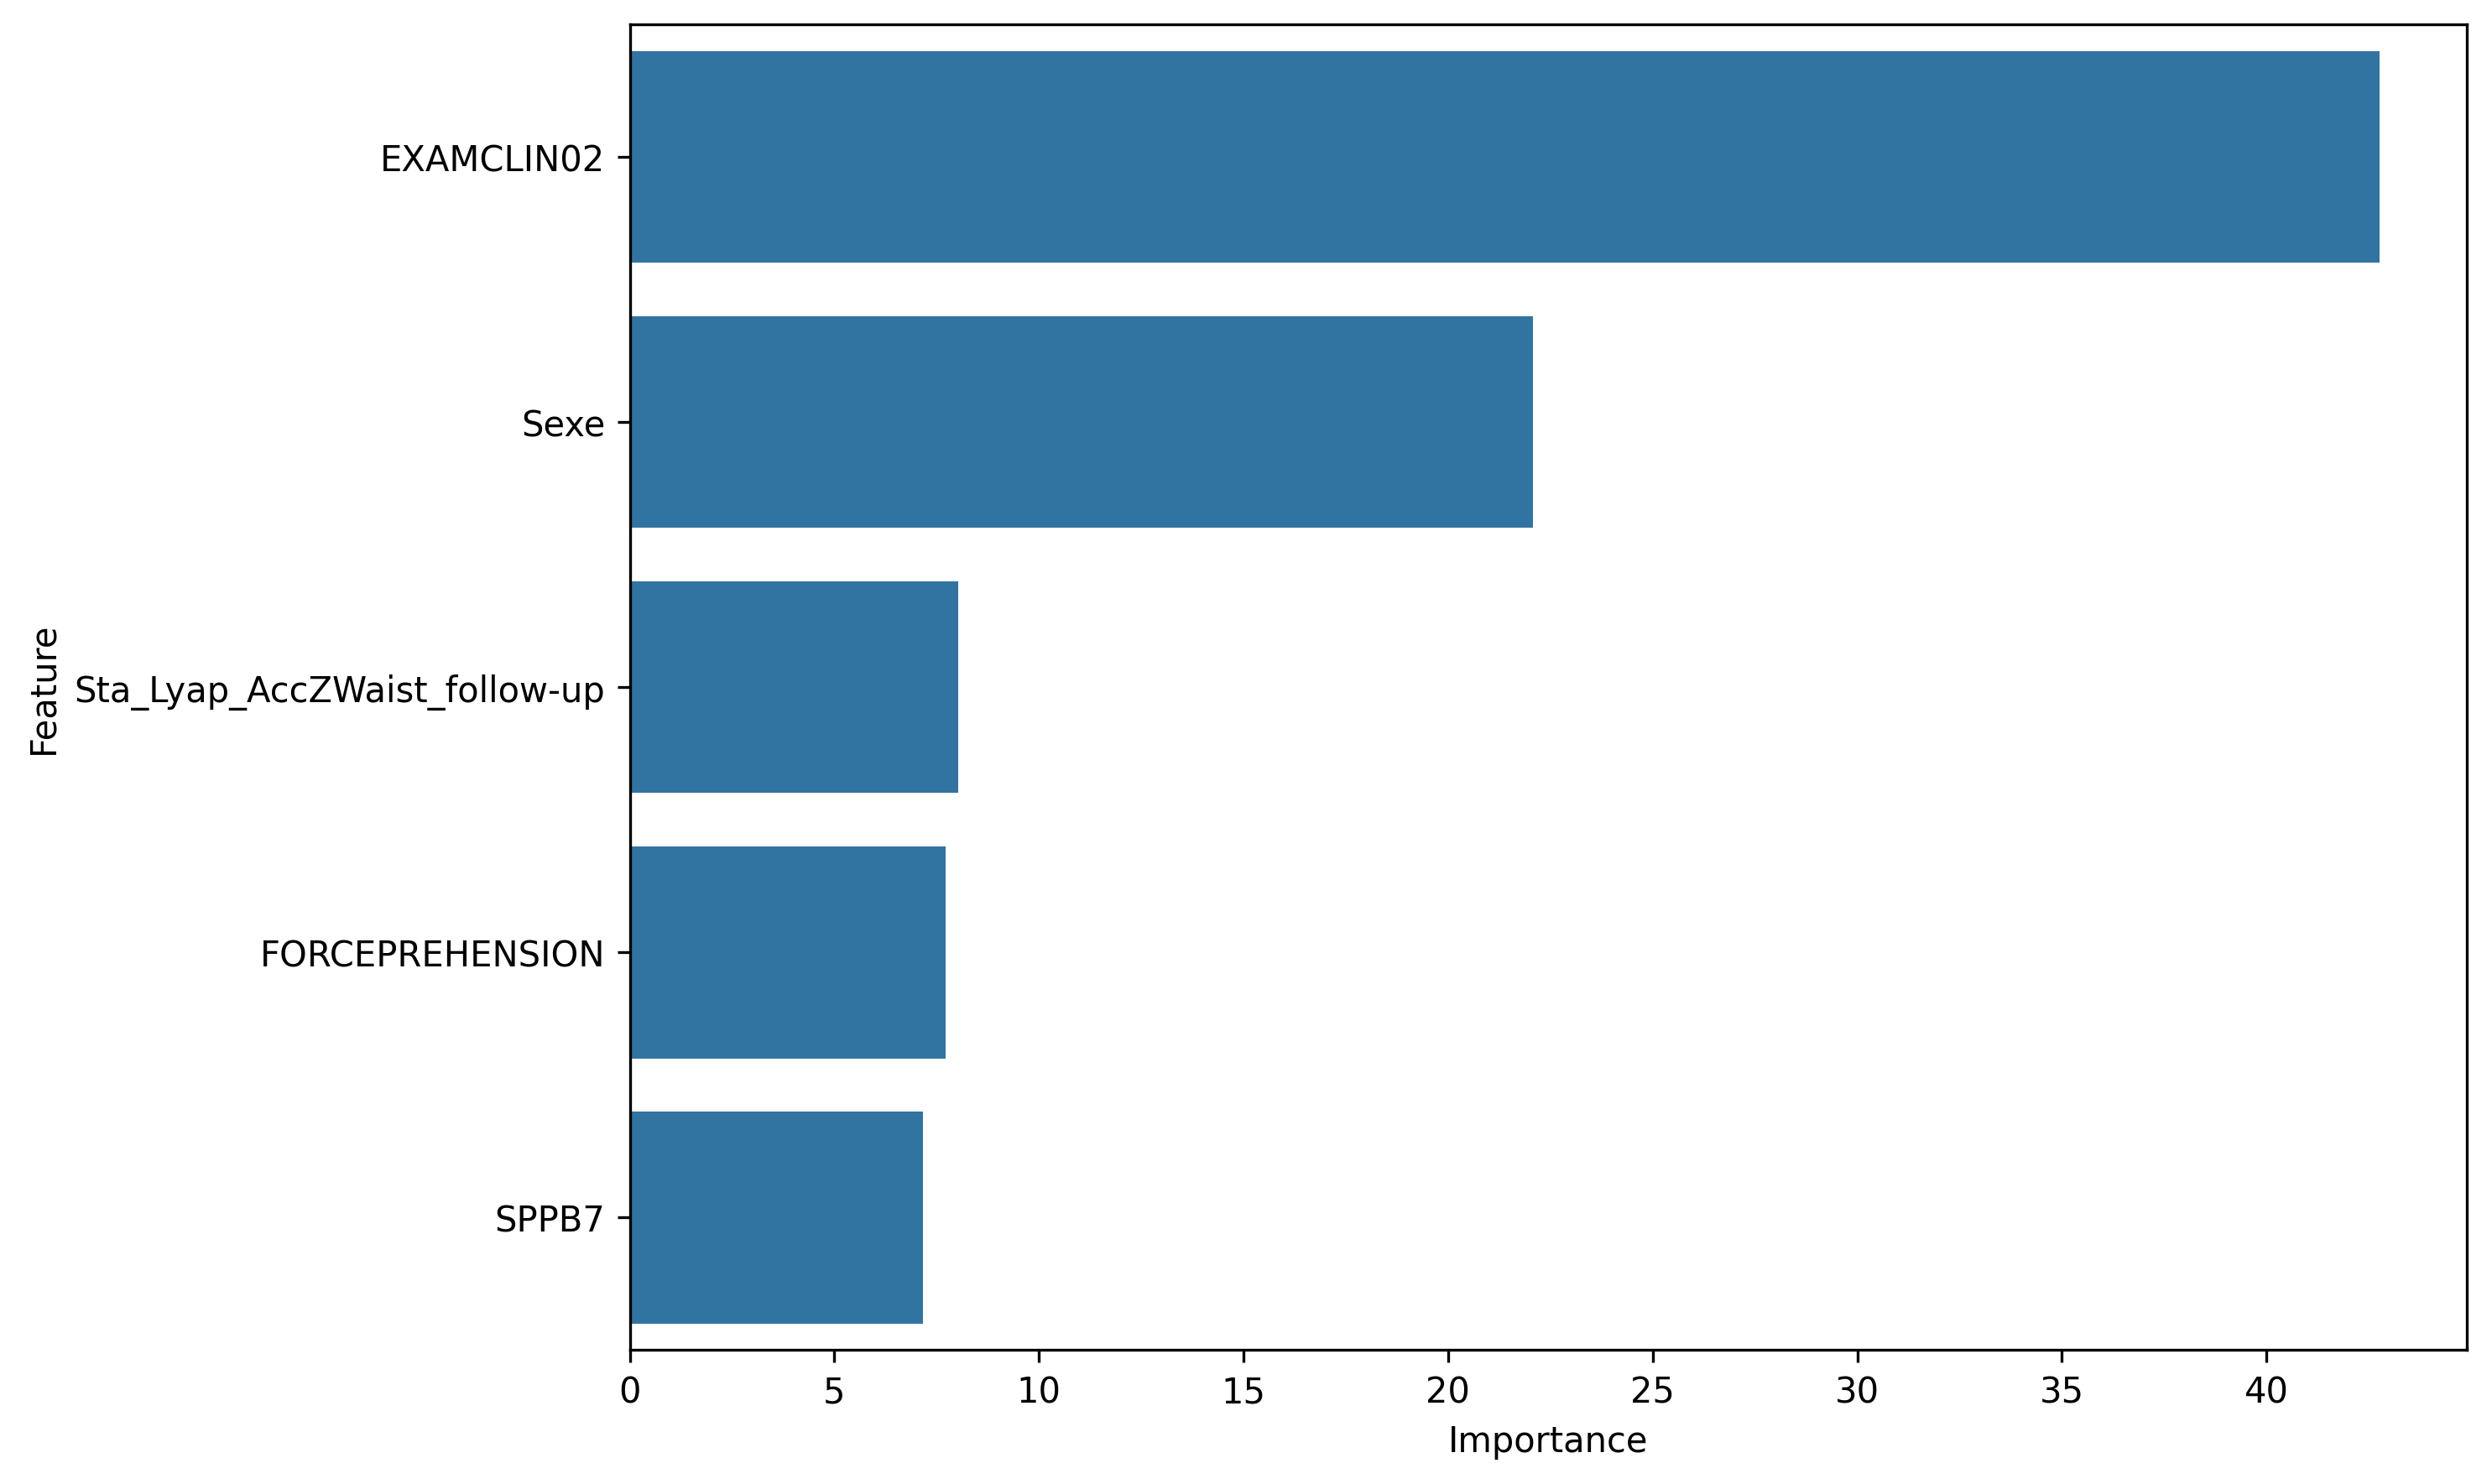 EXAMCLIN02
Sexe
Sta_Lyap_AccZWaist_follow-up
FORCEPREHENSION
SPPB7
Feature
0 5 10 15 20 25 30 35 40
Importance